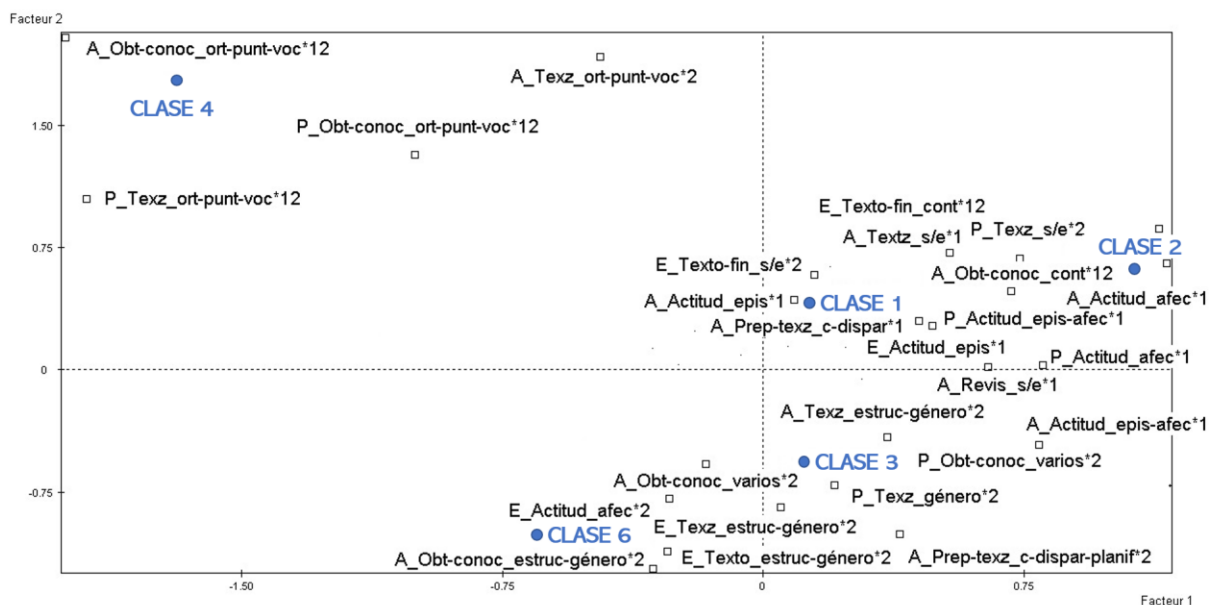 Facteur 2
A_Obt-conoc_ort-punt-voc*12
A_Texz_ort-punt-voc*2
CLASE 4
P_Obt-conoc_ort-punt-voc*12
1.50
P_Texz_ort-punt-voc*12
E_Texto-fin_cont*12
P_Texz_s/e*2
A_Textz_s/e*1
CLASE 2
0.75
E_Texto-fin_s/e*2
A_Obt-conoc_cont*12
A_Actitud_epis*1
CLASE 1
A_Actitud_afec*1
A_Prep-texz_c-dispar*1
P_Actitud_epis-afec*1
E_Actitud_epis*1
P_Actitud_afec*1
0
A_Revis_s/e*1
A_Texz_estruc-género*2
A_Actitud_epis-afec*1
CLASE 3
P_Obt-conoc_varios*2
A_Obt-conoc_varios*2
-0.75
P_Texz_género*2
E_Actitud_afec*2
E_Texz_estruc-género*2
CLASE 6
A_Obt-conoc_estruc-género*2
E_Texto_estruc-género*2
A_Prep-texz_c-dispar-planif*2
-1.50
-0.75
0
0.75
Facteur 1